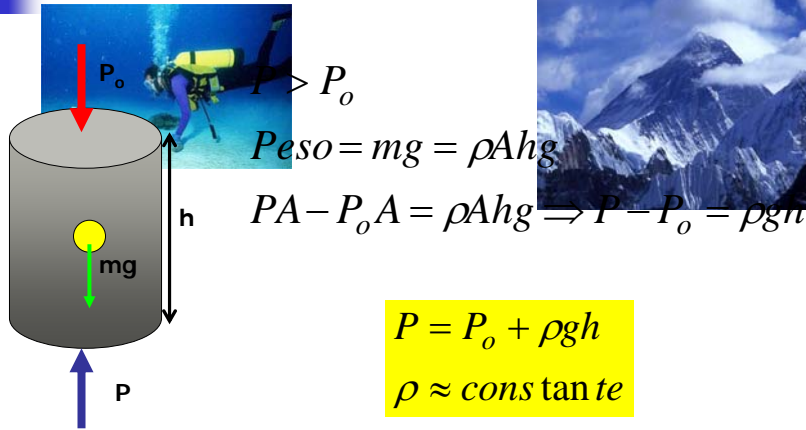 Pₒ
P > Pₒ
Peso = mg = ρAhg
h
PA − PₒA = ρAhg ⇒ P − Pₒ = ρgh
mg
P = Pₒ + ρgh
ρ ≈ cons tan te
P